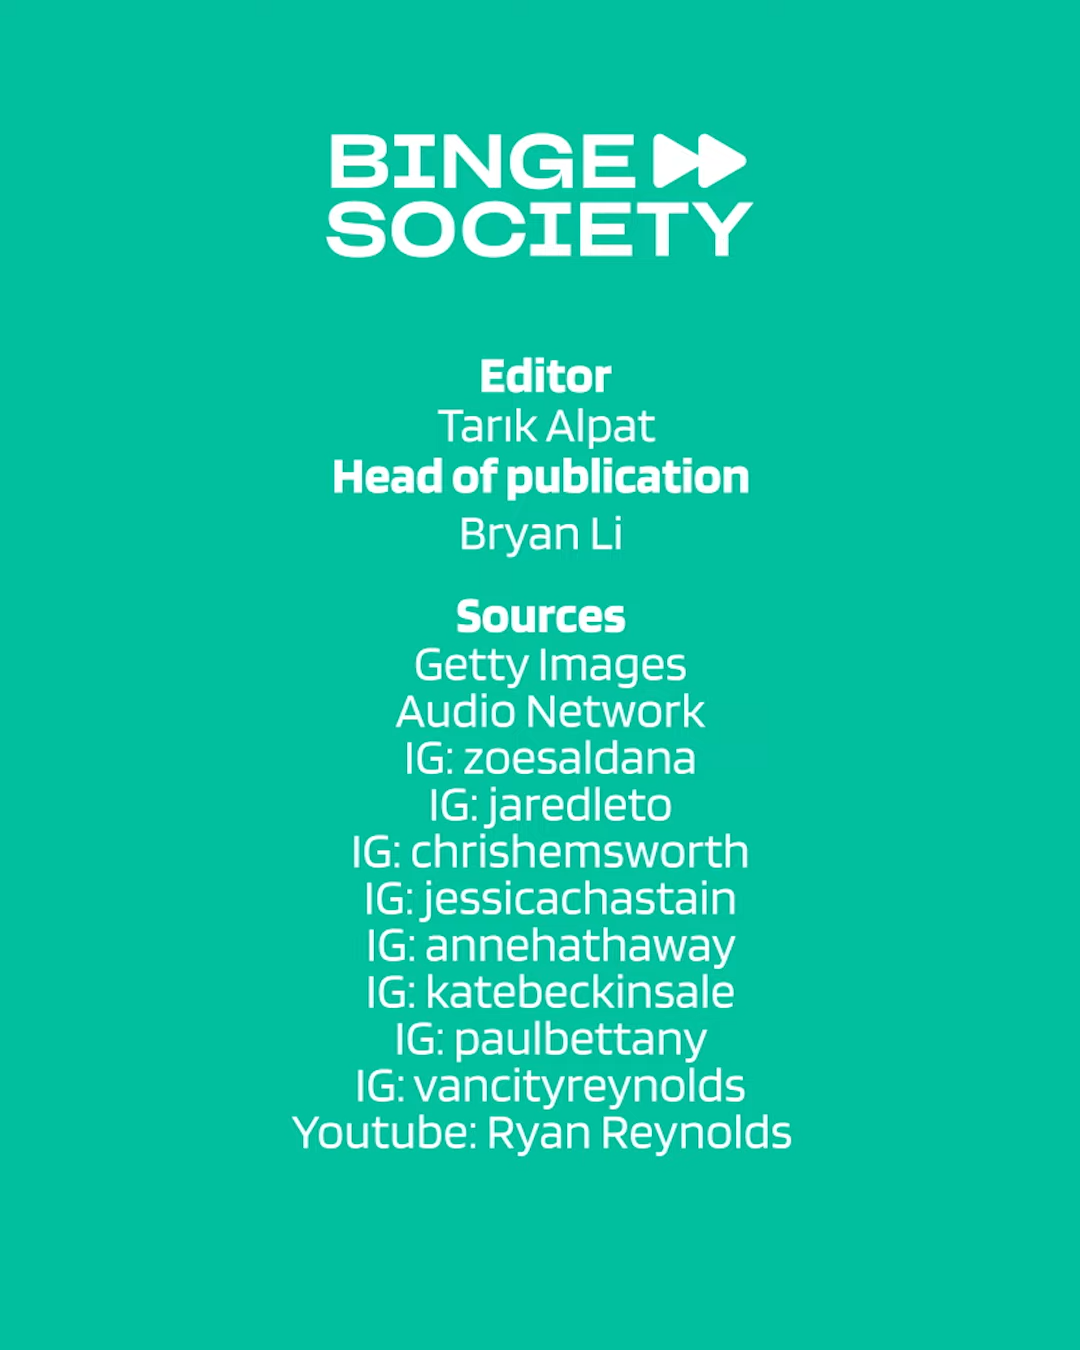 BINGE
SOCIETY
Editor
Tarık Alpat
Head of publication
Bryan Li
Sources
Getty Images
Audio Network
IG: zoesaldana
IG: jaredleto
IG: chrishemsworth
IG: jessicachastain
IG: annehathaway
IG: katebeckinsale
IG: paulbettany
IG: vancityreynolds
Youtube: Ryan Reynolds